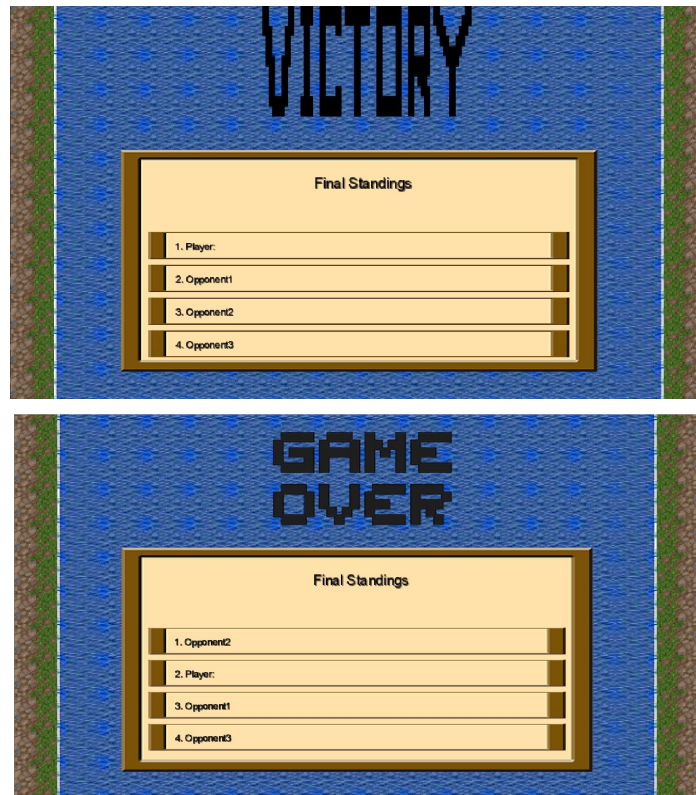 VICTORY
Final Standings
1. Player:
2. Opponent1
3. Opponent2
4. Opponent3
GAME
OVER
Final Standings
1. Opponent2
2. Player:
3. Opponent1
4. Opponent3